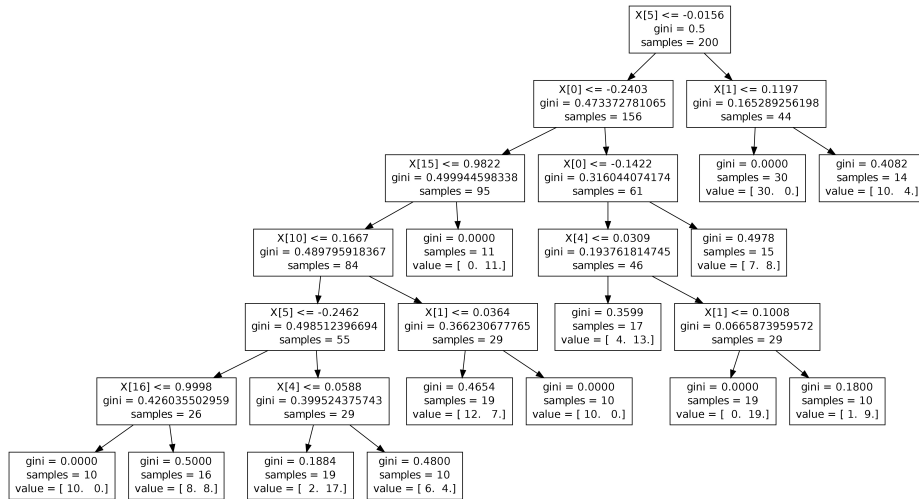 X[5] <= -0.0156
gini = 0.5
samples = 200
X[0] <= -0.2403
gini = 0.473372781065
samples = 156
X[1] <= 0.1197
gini = 0.165289256198
samples = 44
X[15] <= 0.9822
gini = 0.499944598338
samples = 95
X[0] <= -0.1422
gini = 0.316044074174
samples = 61
gini = 0.0000
samples = 30
value = [ 30. 0.]
gini = 0.4082
samples = 14
value = [ 10. 4.]
X[10] <= 0.1667
gini = 0.489795918367
samples = 84
gini = 0.0000
samples = 11
value = [ 0. 11.]
X[4] <= 0.0309
gini = 0.193761814745
samples = 46
gini = 0.4978
samples = 15
value = [ 7. 8.]
X[5] <= -0.2462
gini = 0.498512396694
samples = 55
X[1] <= 0.0364
gini = 0.366230677765
samples = 29
gini = 0.3599
samples = 17
value = [ 4. 13.]
X[1] <= 0.1008
gini = 0.0665873959572
samples = 29
X[16] <= 0.9998
gini = 0.426035502959
samples = 26
X[4] <= 0.0588
gini = 0.399524375743
samples = 29
gini = 0.4654
samples = 19
value = [ 12. 7.]
gini = 0.0000
samples = 10
value = [ 10. 0.]
gini = 0.0000
samples = 19
value = [ 0. 19.]
gini = 0.1800
samples = 10
value = [ 1. 9.]
gini = 0.0000
samples = 10
value = [ 10. 0.]
gini = 0.5000
samples = 16
value = [ 8. 8.]
gini = 0.1884
samples = 19
value = [ 2. 17.]
gini = 0.4800
samples = 10
value = [ 6. 4.]